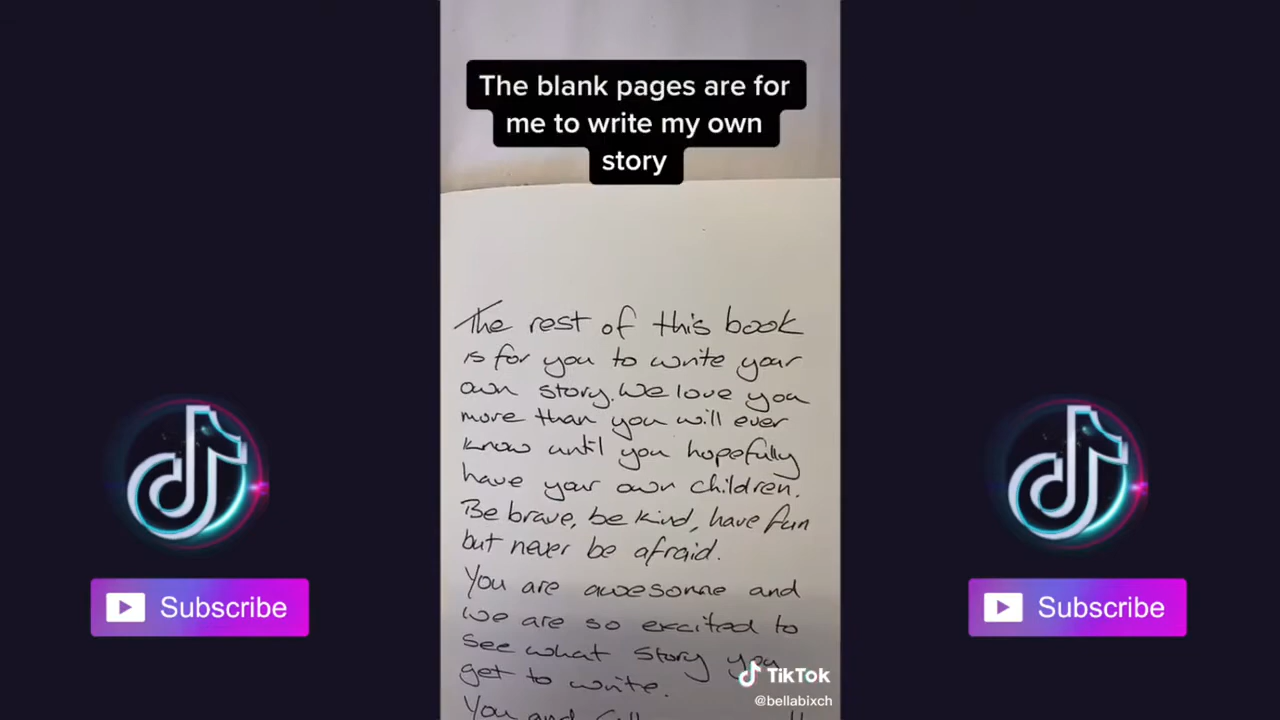 The blank pages are for
me to write my own
story
The rest of this book
is for you to write your
own story. We love you
more than you will ever
know until you hopefully
have your own children.
Be brave, be kind, have fun
but never be afraid.
You are awesome and
we are so excited to
see what story you
get to write.
You and
Subscribe
Subscribe
TikTok
@bellabixch